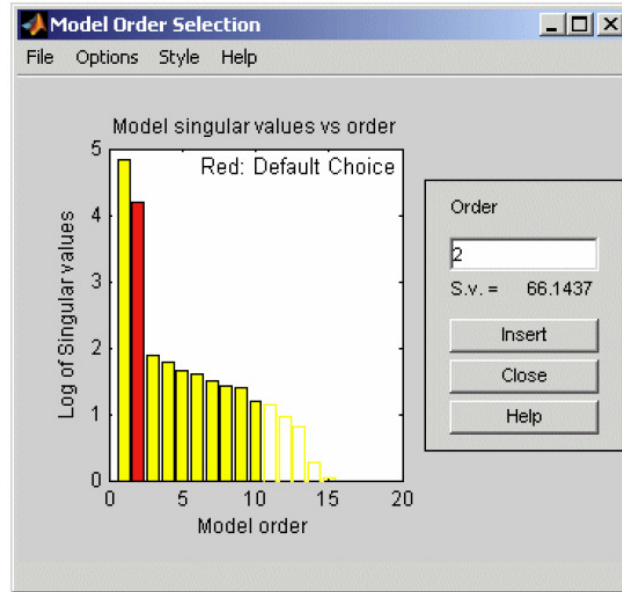 Model Order Selection
File Options Style Help
Model singular values vs order
Red: Default Choice
5
4
3
2
1
0
Log of Singular values
0 5 10 15 20
Model order
Order
2
S.v. = 66.1437
Insert
Close
Help